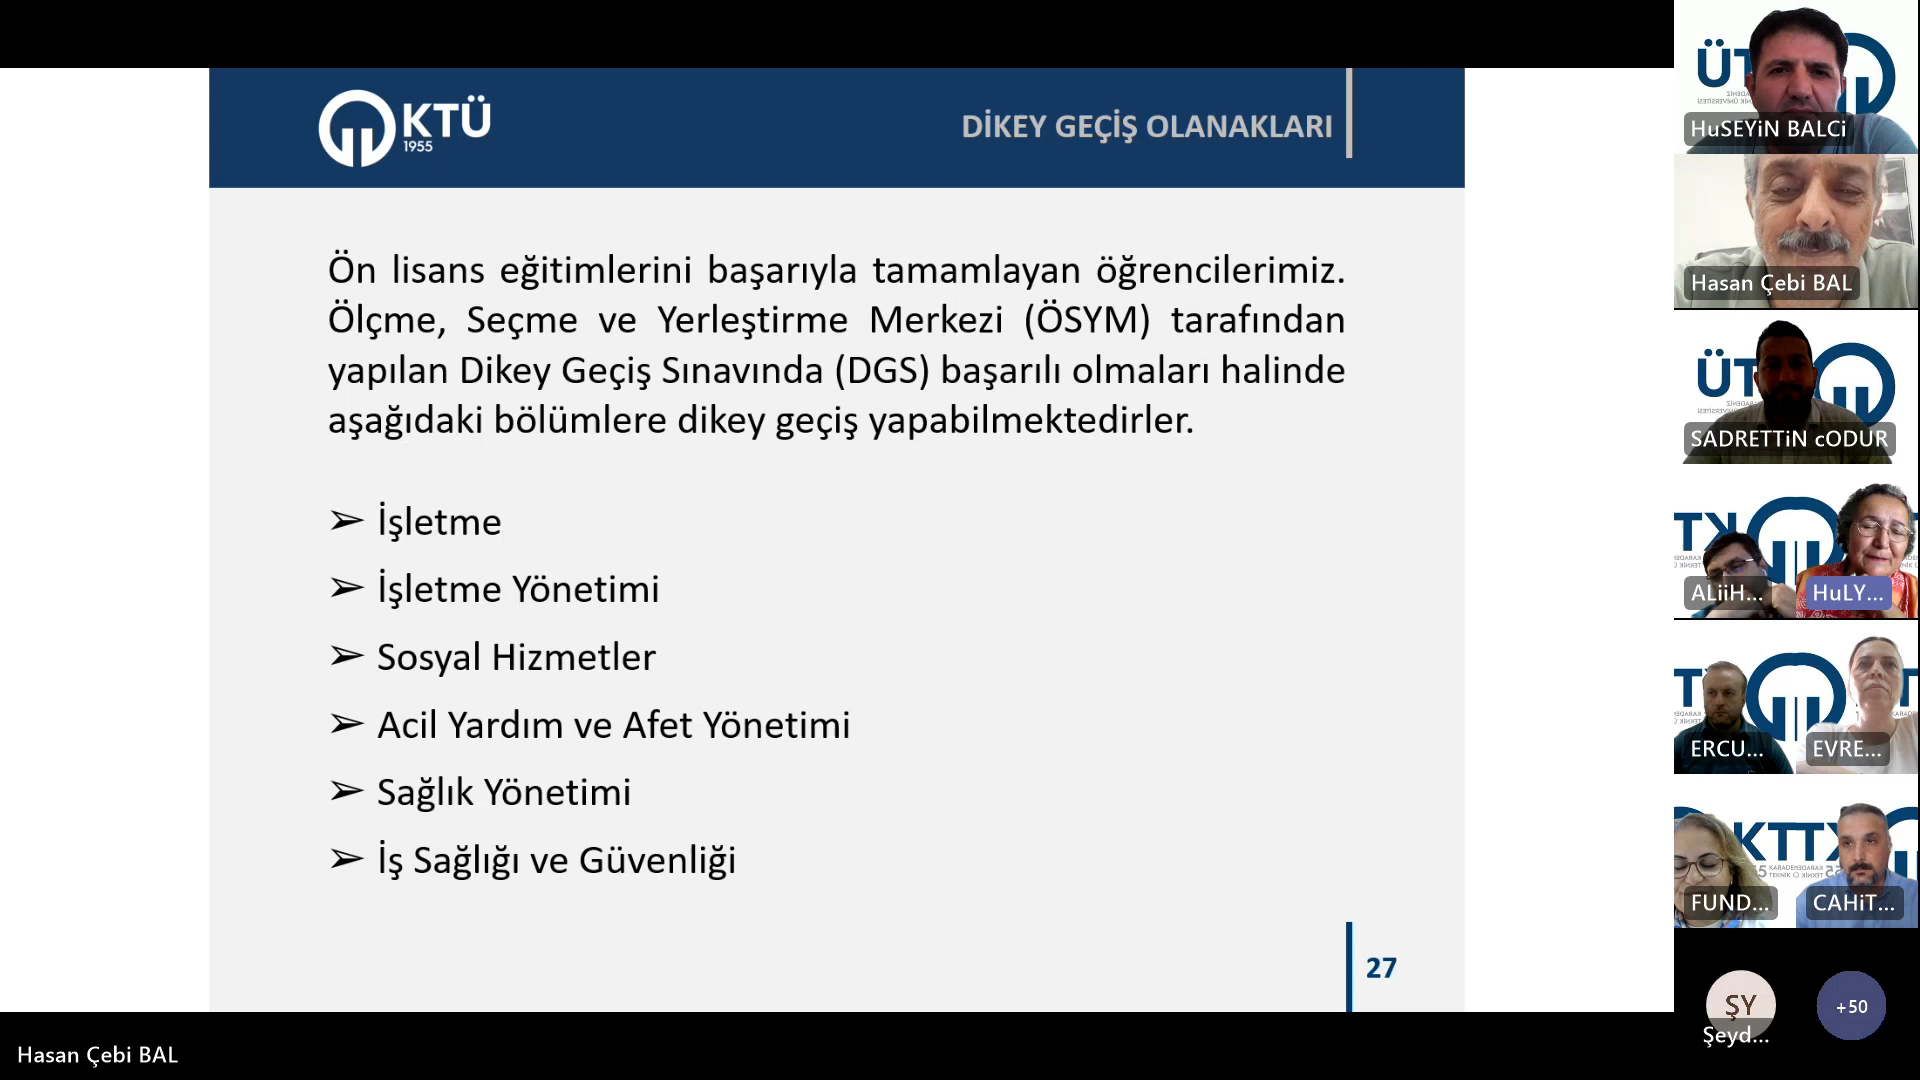 KTÜ
1955
DİKEY GEÇİŞ OLANAKLARI
Ön lisans eğitimlerini başarıyla tamamlayan öğrencilerimiz.
Ölçme, Seçme ve Yerleştirme Merkezi (ÖSYM) tarafından
yapılan Dikey Geçiş Sınavında (DGS) başarılı olmaları halinde
aşağıdaki bölümlere dikey geçiş yapabilmektedirler.
➢ İşletme
➢ İşletme Yönetimi
➢ Sosyal Hizmetler
➢ Acil Yardım ve Afet Yönetimi
➢ Sağlık Yönetimi
➢ İş Sağlığı ve Güvenliği
27
HuSEYiN BALCi
Hasan Çebi BAL
SADRETTiN cODUR
ALiiH...
HuLY...
ERCU...
EVRE...
FUND...
CAHiT...
ŞY
Şeyd...
+50
Hasan Çebi BAL